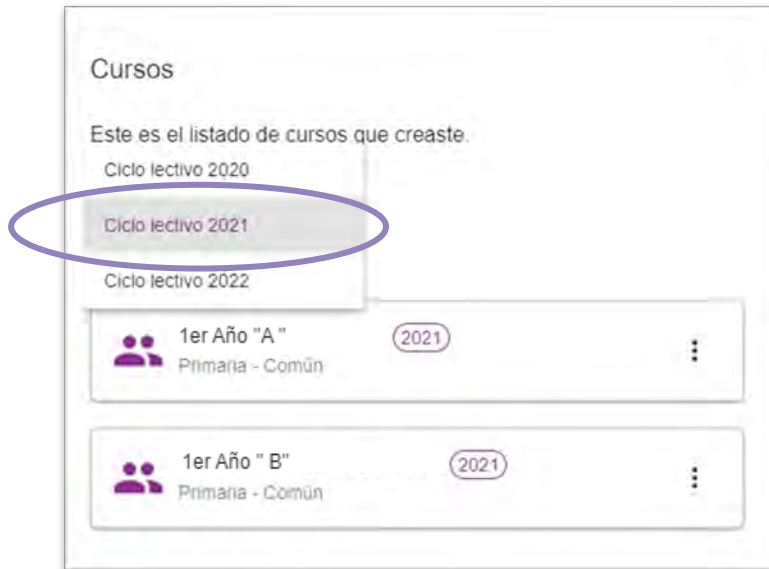 Cursos
Este es el listado de cursos que creaste.
Ciclo lectivo 2020
Ciclo lectivo 2021
Ciclo lectivo 2022
1er Año "A " 2021
Primaria - Común
1er Año " B" 2021
Primaria - Común